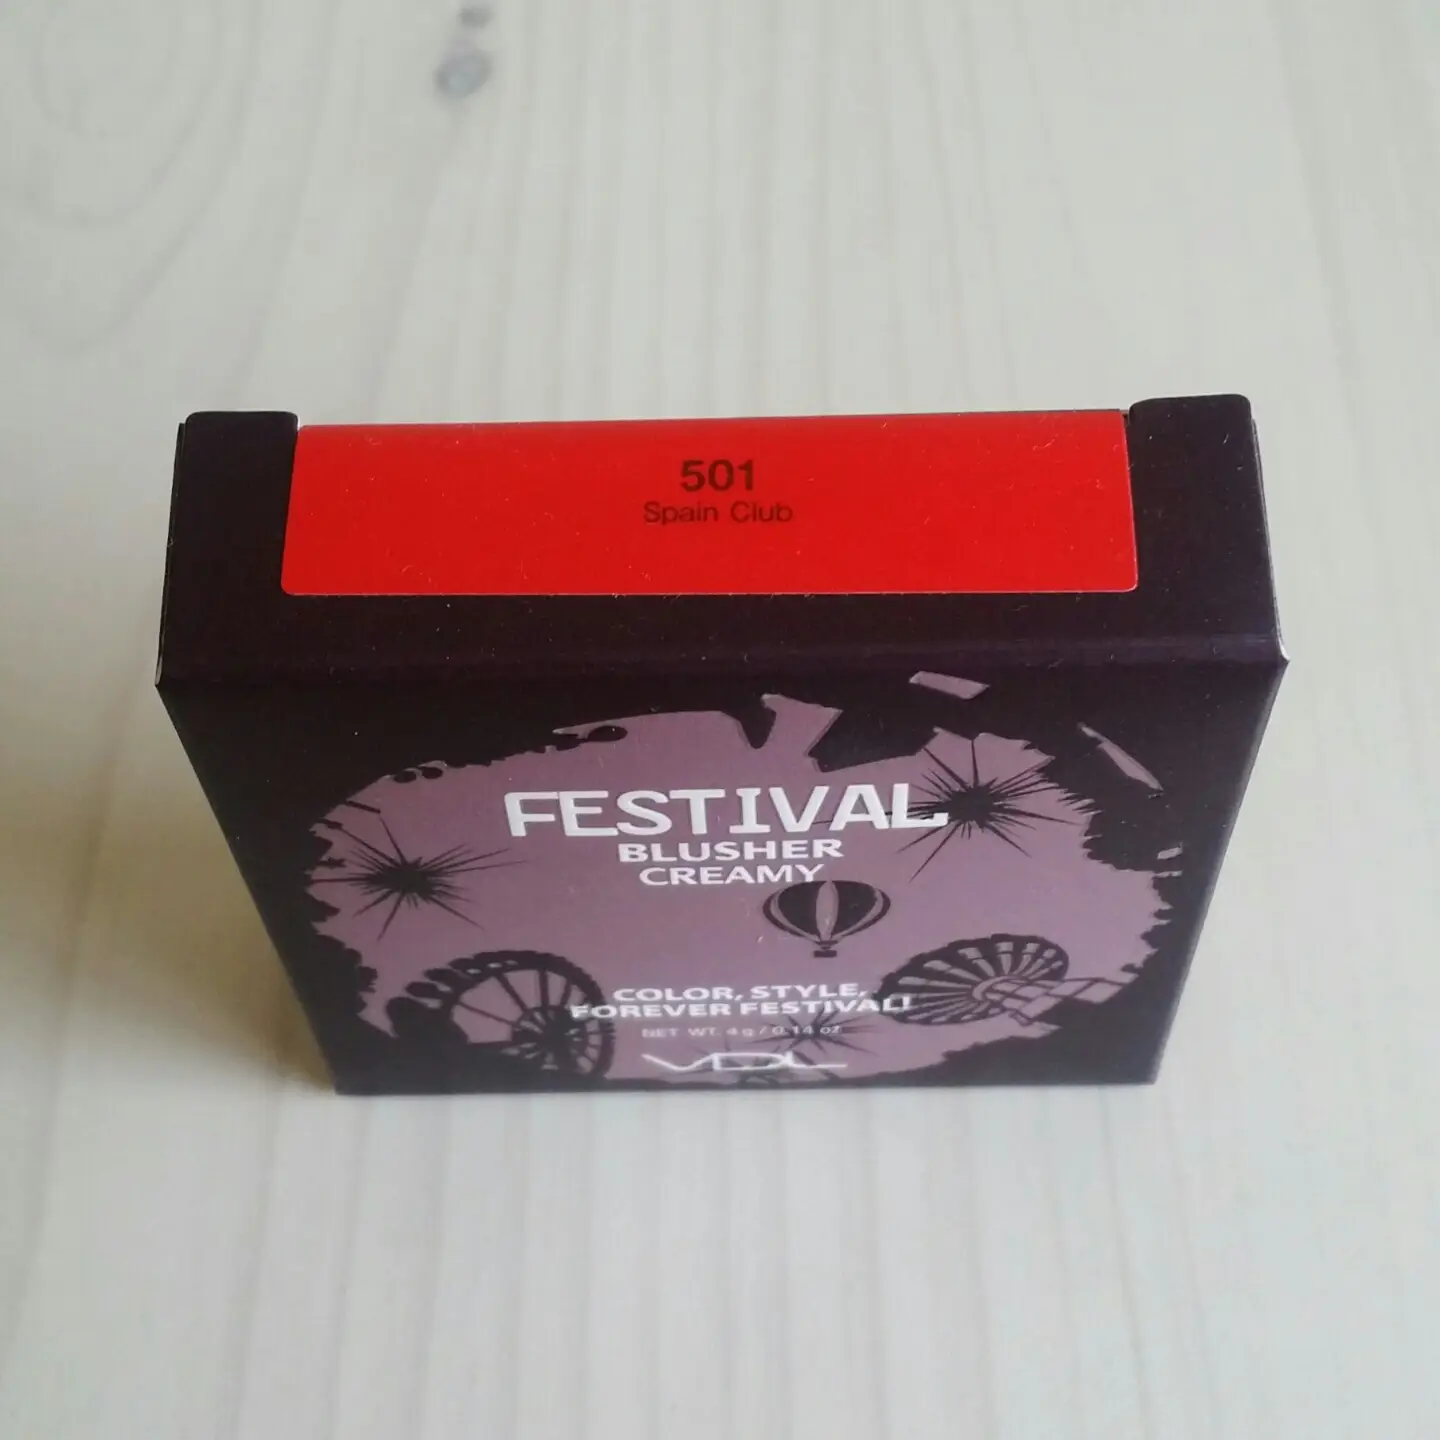 501
Spain Club
FESTIVAL
BLUSHER
CREAMY
COLOR, STYLE,
FOREVER FESTIVAL!
NET WT. 4 g / 0.14 oz
VDL